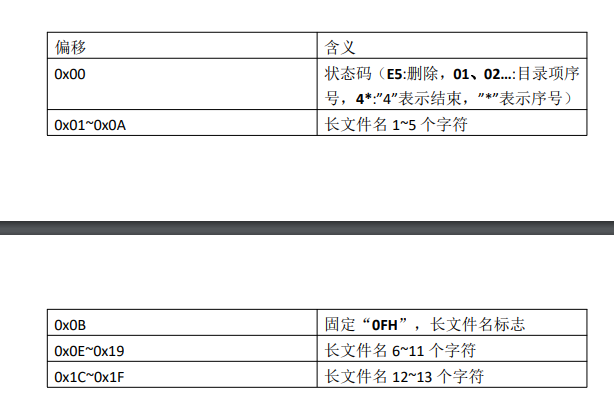 偏移 含义
0x00 状态码（E5:删除，01、02…:目录项序
号，4*:”4”表示结束，”*”表示序号）
0x01~0x0A 长文件名 1~5 个字符
0x0B 固定“0FH”，长文件名标志
0x0E~0x19 长文件名 6~11 个字符
0x1C~0x1F 长文件名 12~13 个字符